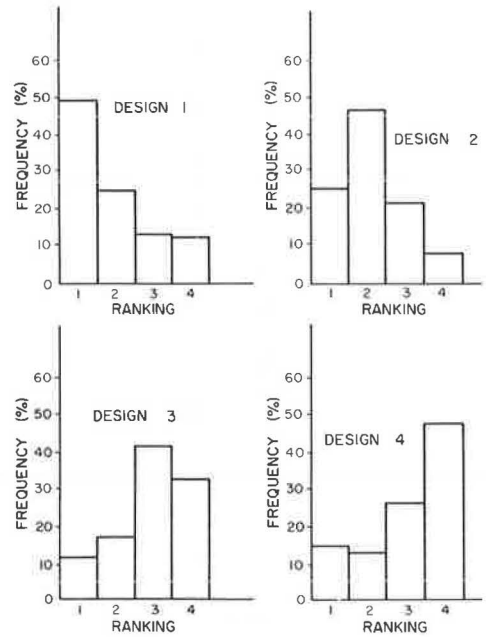 60
50
40
30
20
10
0
FREQUENCY (%)
DESIGN 1
1 2 3 4
RANKING
60
50
40
30
20
10
0
FREQUENCY (%)
DESIGN 2
1 2 3 4
RANKING
60
50
40
30
20
10
0
FREQUENCY (%)
DESIGN 3
1 2 3 4
RANKING
60
50
40
30
20
10
0
FREQUENCY (%)
DESIGN 4
1 2 3 4
RANKING